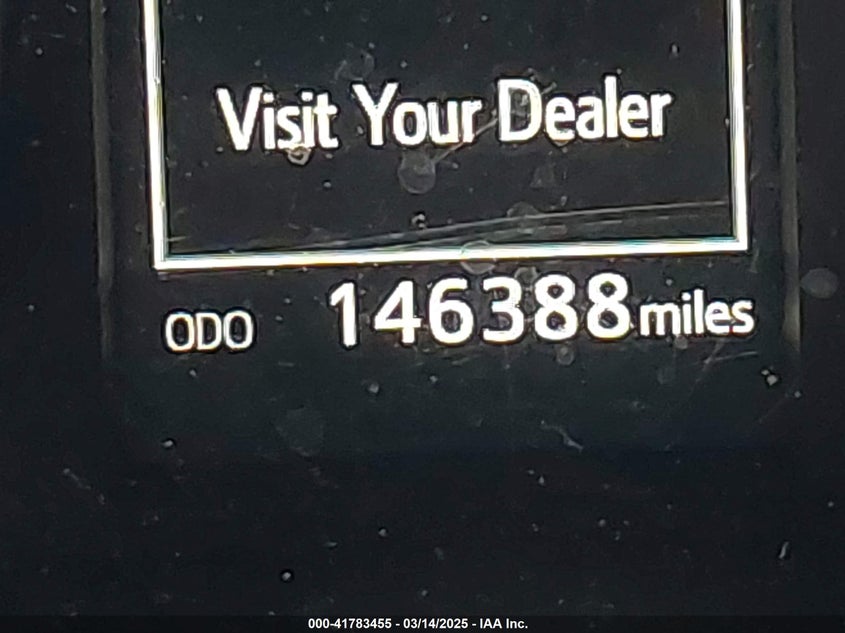 Visit Your Dealer
ODO 146388 miles
000-41783455 - 03/14/2025 - IAA Inc.